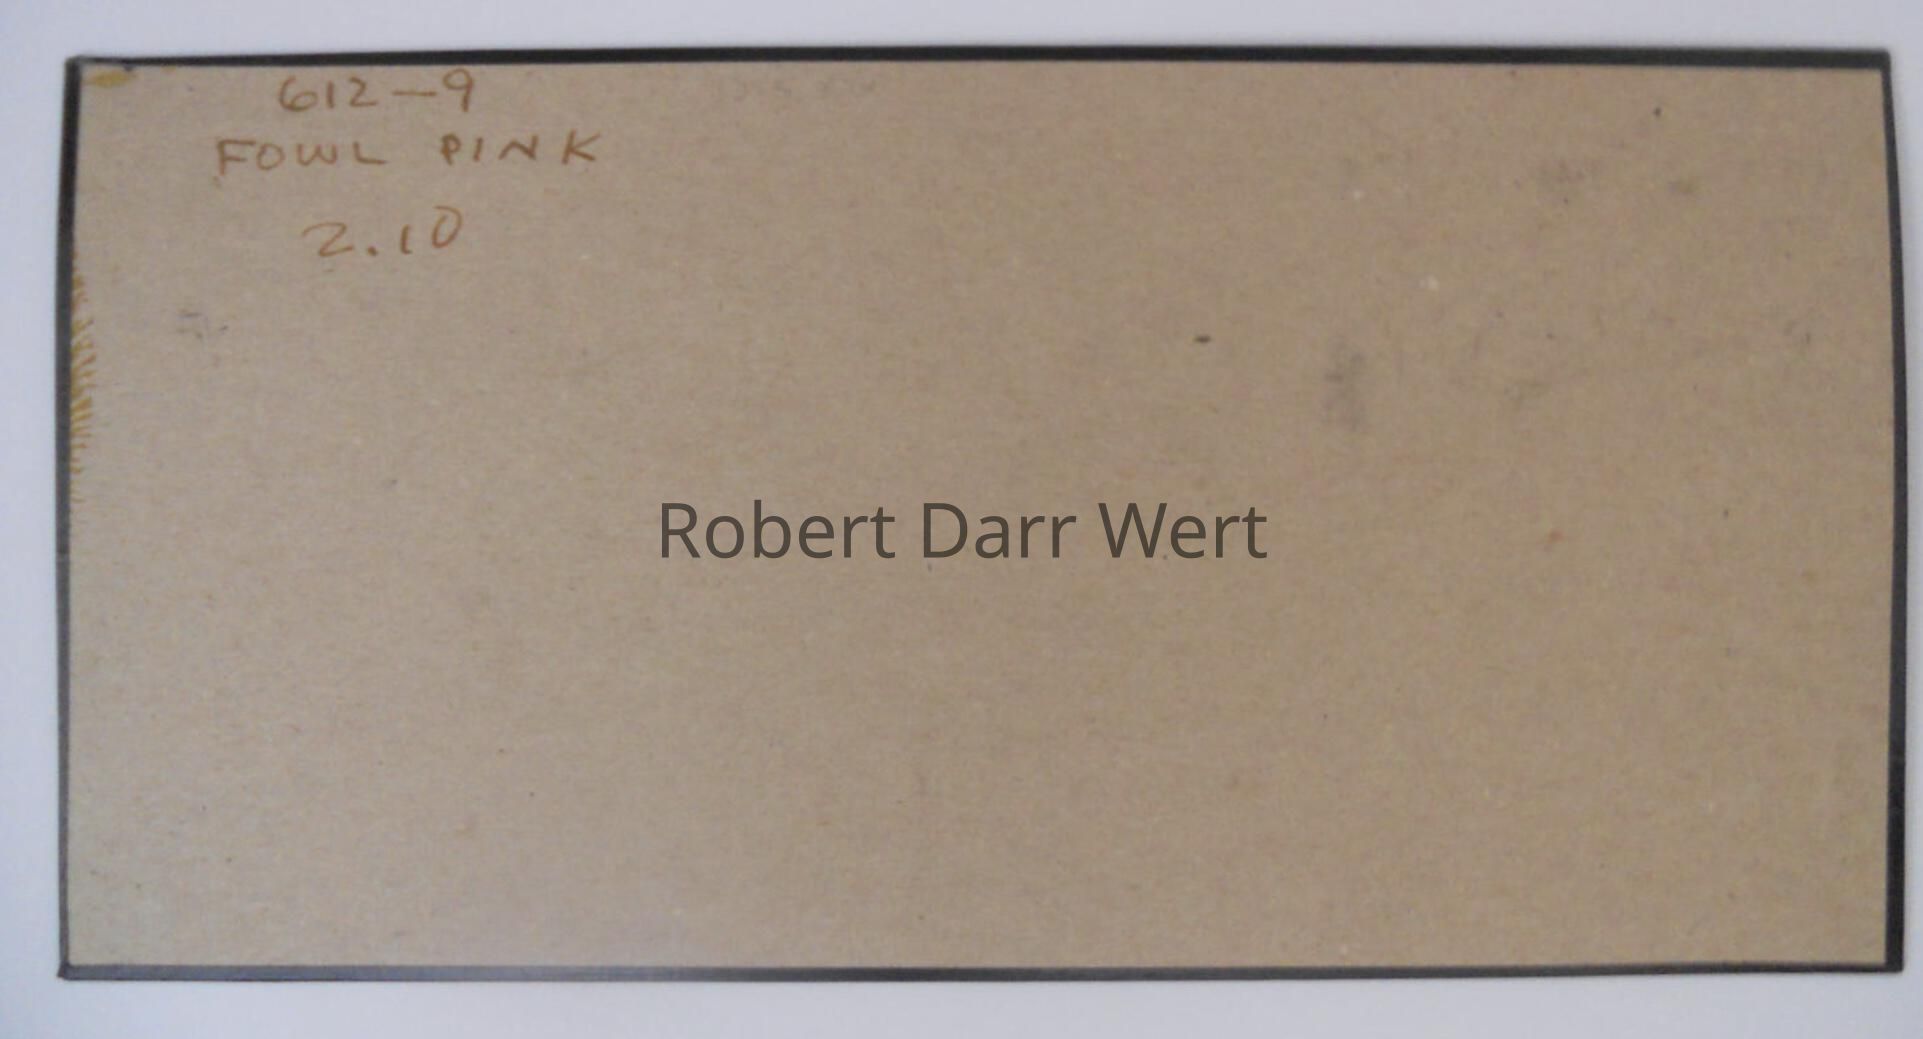 612-9
FOWL PINK
2.10
Robert Darr Wert